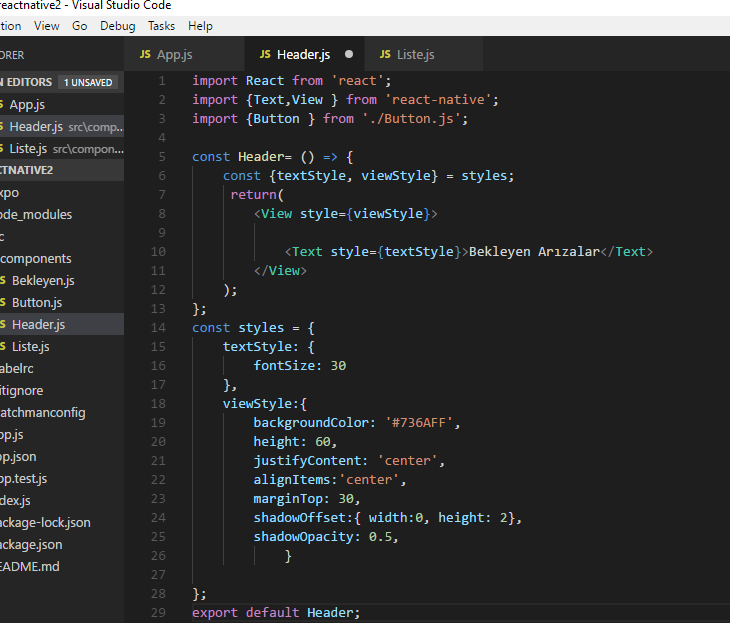 reactnative2 - Visual Studio Code
tion View Go Debug Tasks Help
ORER
N EDITORS 1 UNSAVED
S App.js
S Header.js src\comp...
S Liste.js src\compon...
CTNATIVE2
xpo
ode_modules
c
components
S Bekleyen.js
S Button.js
S Header.js
S Liste.js
abelrc
itignore
atchmanconfig
pp.js
pp.json
pp.test.js
dex.js
ackage-lock.json
ackage.json
EADME.md
JS App.js JS Header.js JS Liste.js
1 import React from 'react';
2 import {Text,View } from 'react-native';
3 import {Button } from './Button.js';
4
5 const Header= () => {
6 const {textStyle, viewStyle} = styles;
7 return(
8 <View style={viewStyle}>
9
10 <Text style={textStyle}>Bekleyen Arızalar</Text>
11 </View>
12 );
13 };
14 const styles = {
15 textStyle: {
16 fontSize: 30
17 },
18 viewStyle:{
19 backgroundColor: '#736AFF',
20 height: 60,
21 justifyContent: 'center',
22 alignItems:'center',
23 marginTop: 30,
24 shadowOffset:{ width:0, height: 2},
25 shadowOpacity: 0.5,
26 }
27
28 };
29 export default Header;